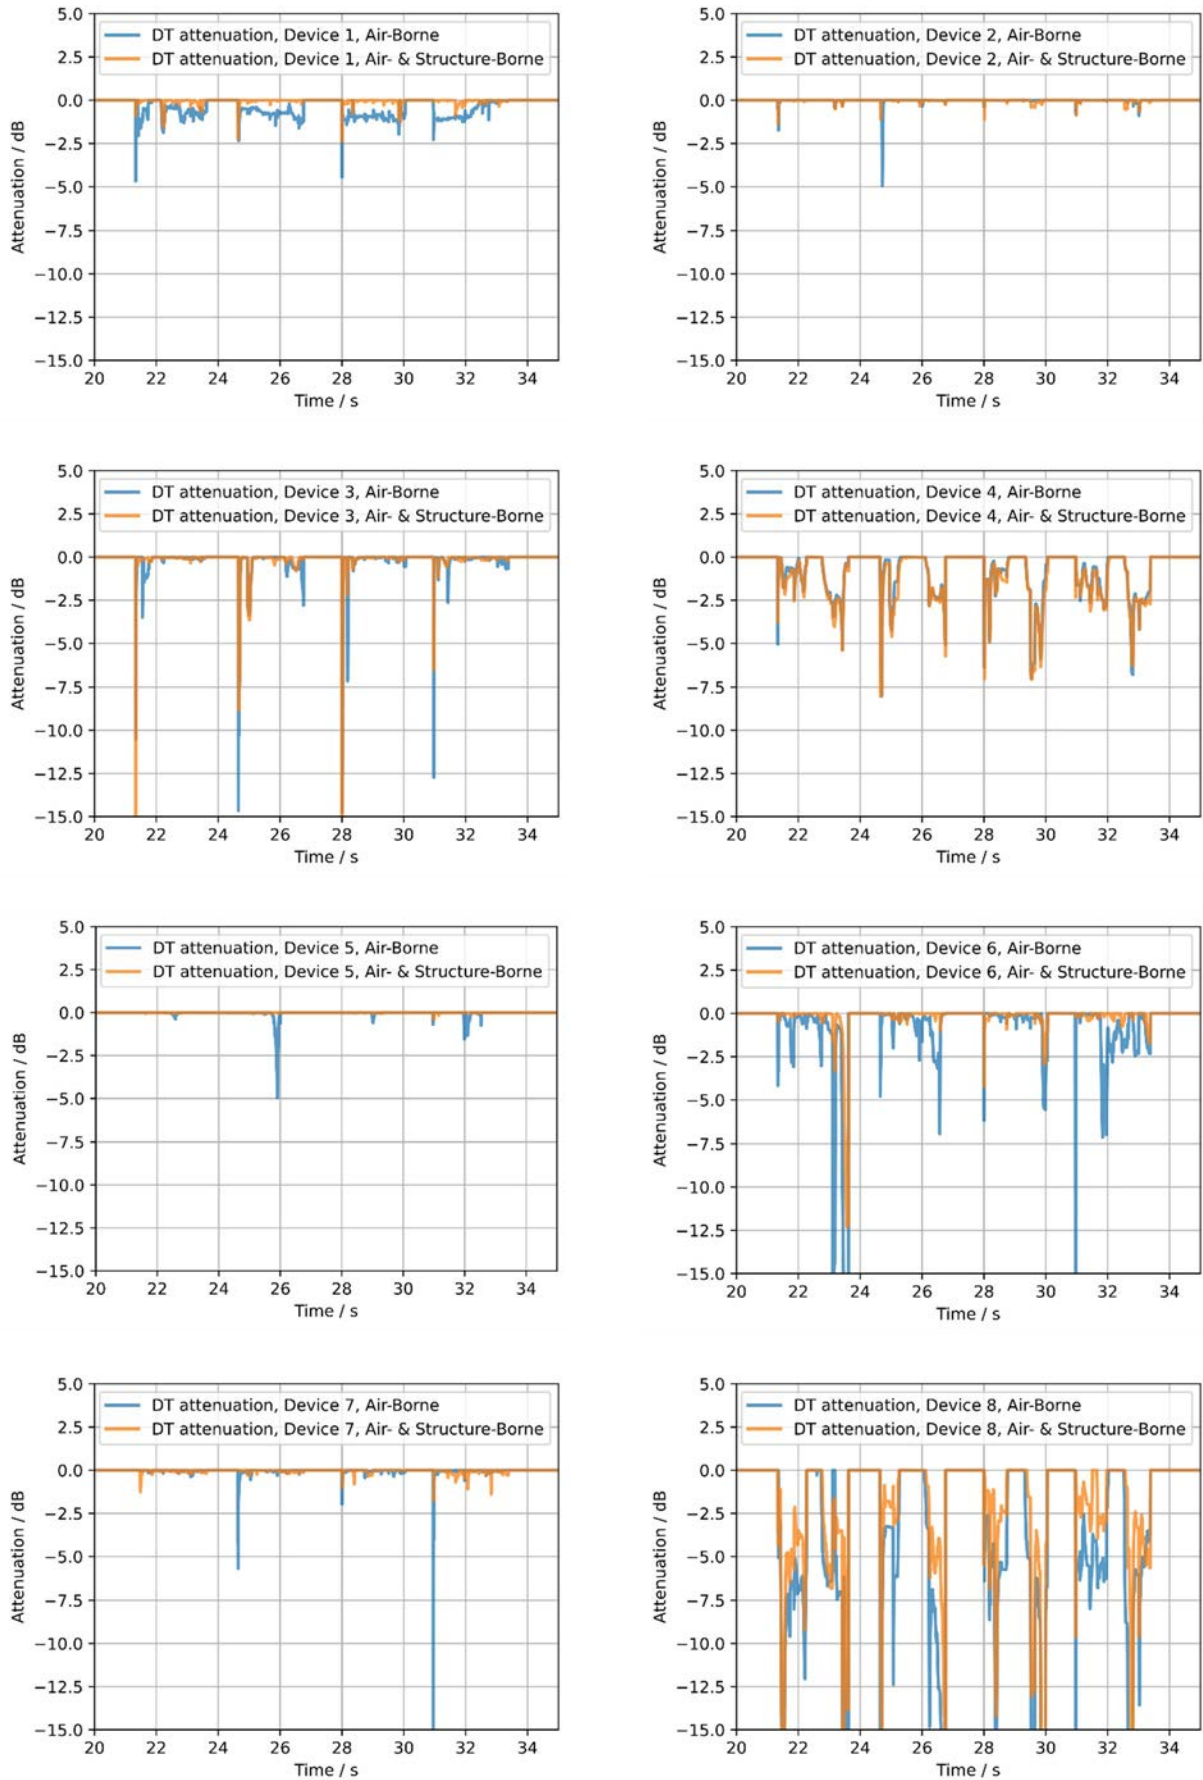 5.0
DT attenuation, Device 1, Air-Borne
2.5
DT attenuation, Device 1, Air- & Structure-Borne
0.0
−2.5
−5.0
−7.5
−10.0
−12.5
−15.0
Attenuation / dB
20 22 24 26 28 30 32 34
Time / s
5.0
DT attenuation, Device 2, Air-Borne
2.5
DT attenuation, Device 2, Air- & Structure-Borne
0.0
−2.5
−5.0
−7.5
−10.0
−12.5
−15.0
Attenuation / dB
20 22 24 26 28 30 32 34
Time / s
5.0
DT attenuation, Device 3, Air-Borne
2.5
DT attenuation, Device 3, Air- & Structure-Borne
0.0
−2.5
−5.0
−7.5
−10.0
−12.5
−15.0
Attenuation / dB
20 22 24 26 28 30 32 34
Time / s
5.0
DT attenuation, Device 4, Air-Borne
2.5
DT attenuation, Device 4, Air- & Structure-Borne
0.0
−2.5
−5.0
−7.5
−10.0
−12.5
−15.0
Attenuation / dB
20 22 24 26 28 30 32 34
Time / s
5.0
DT attenuation, Device 5, Air-Borne
2.5
DT attenuation, Device 5, Air- & Structure-Borne
0.0
−2.5
−5.0
−7.5
−10.0
−12.5
−15.0
Attenuation / dB
20 22 24 26 28 30 32 34
Time / s
5.0
DT attenuation, Device 6, Air-Borne
2.5
DT attenuation, Device 6, Air- & Structure-Borne
0.0
−2.5
−5.0
−7.5
−10.0
−12.5
−15.0
Attenuation / dB
20 22 24 26 28 30 32 34
Time / s
5.0
DT attenuation, Device 7, Air-Borne
2.5
DT attenuation, Device 7, Air- & Structure-Borne
0.0
−2.5
−5.0
−7.5
−10.0
−12.5
−15.0
Attenuation / dB
20 22 24 26 28 30 32 34
Time / s
5.0
DT attenuation, Device 8, Air-Borne
2.5
DT attenuation, Device 8, Air- & Structure-Borne
0.0
−2.5
−5.0
−7.5
−10.0
−12.5
−15.0
Attenuation / dB
20 22 24 26 28 30 32 34
Time / s